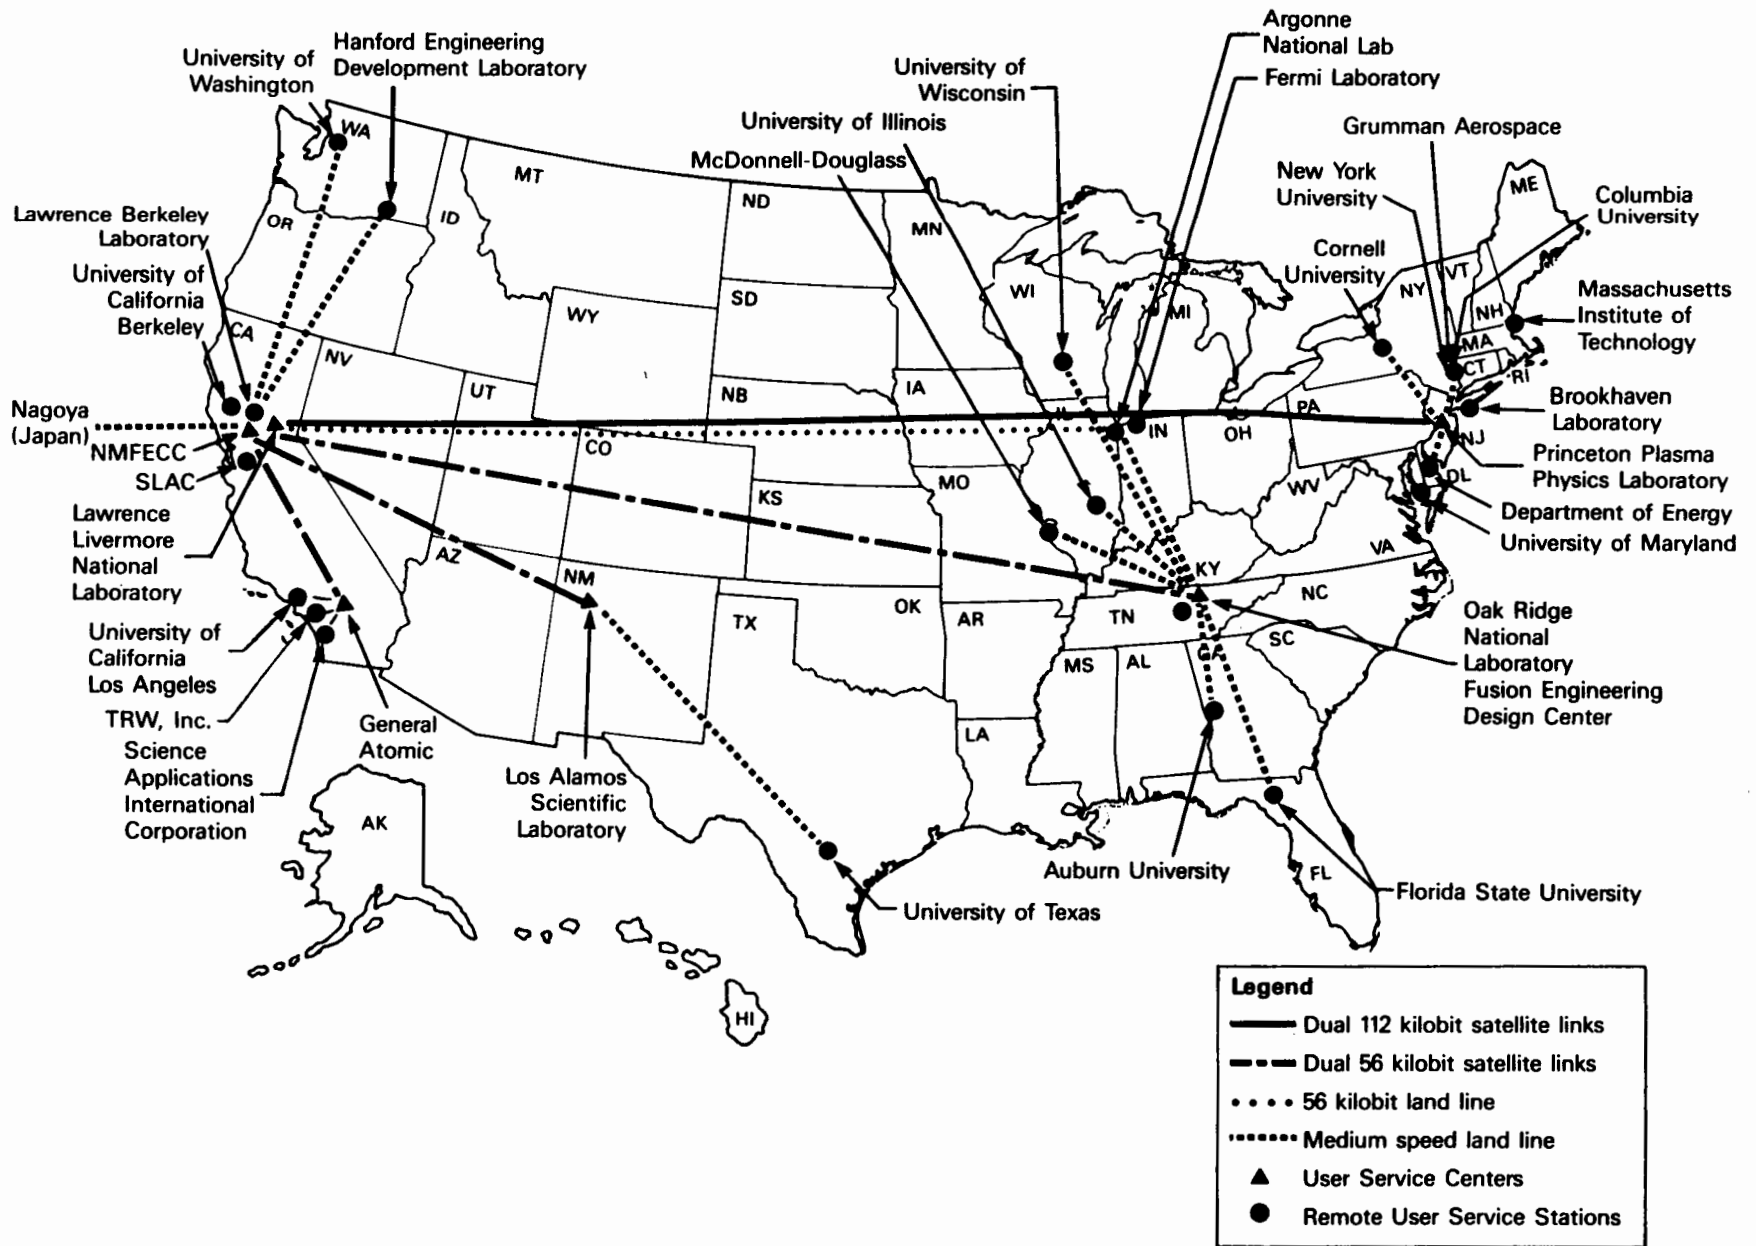 University of
Washington
Hanford Engineering
Development Laboratory
Argonne
National Lab
Fermi Laboratory
University of
Wisconsin
University of Illinois
McDonnell-Douglass
Grumman Aerospace
New York
University
Columbia
University
Cornell
University
Massachusetts
Institute of
Technology
Lawrence Berkeley
Laboratory
University of
California
Berkeley
Nagoya
(Japan)
NMFECC
SLAC
Lawrence
Livermore
National
Laboratory
Brookhaven
Laboratory
Princeton Plasma
Physics Laboratory
Department of Energy
University of Maryland
University of
California
Los Angeles
TRW, Inc.
Science
Applications
International
Corporation
General
Atomic
Los Alamos
Scientific
Laboratory
Oak Ridge
National
Laboratory
Fusion Engineering
Design Center
Auburn University
Florida State University
University of Texas
WA
OR
ID
MT
ND
MN
SD
WY
WI
MI
NY
VT
ME
NH
MA
CT
RI
CA
NV
UT
NB
IA
IL
IN
OH
PA
NJ
DL
CO
KS
MO
WV
VA
KY
AZ
NM
TX
OK
AR
TN
NC
SC
MS
AL
GA
LA
FL
AK
HI
Legend
Dual 112 kilobit satellite links
Dual 56 kilobit satellite links
56 kilobit land line
Medium speed land line
User Service Centers
Remote User Service Stations